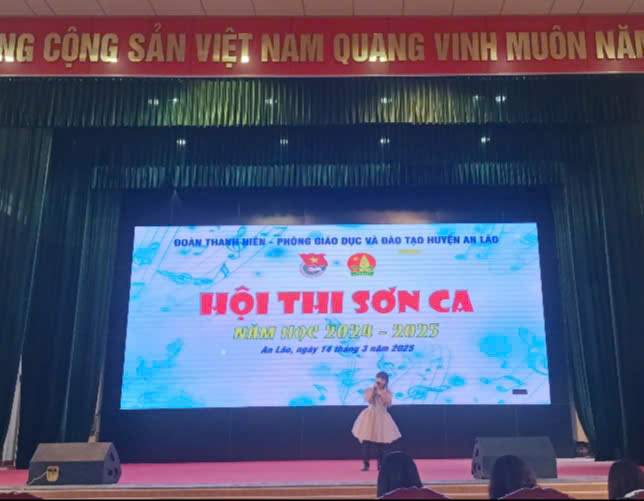 NG CỘNG SẢN VIỆT NAM QUANG VINH MUÔN NĂM
ĐOÀN THANH NIÊN - PHÒNG GIÁO DỤC VÀ ĐÀO TẠO HUYỆN AN LÃO
HỘI THI SƠN CA
NĂM HỌC 2024 - 2025
An Lão, ngày 14 tháng 3 năm 2025